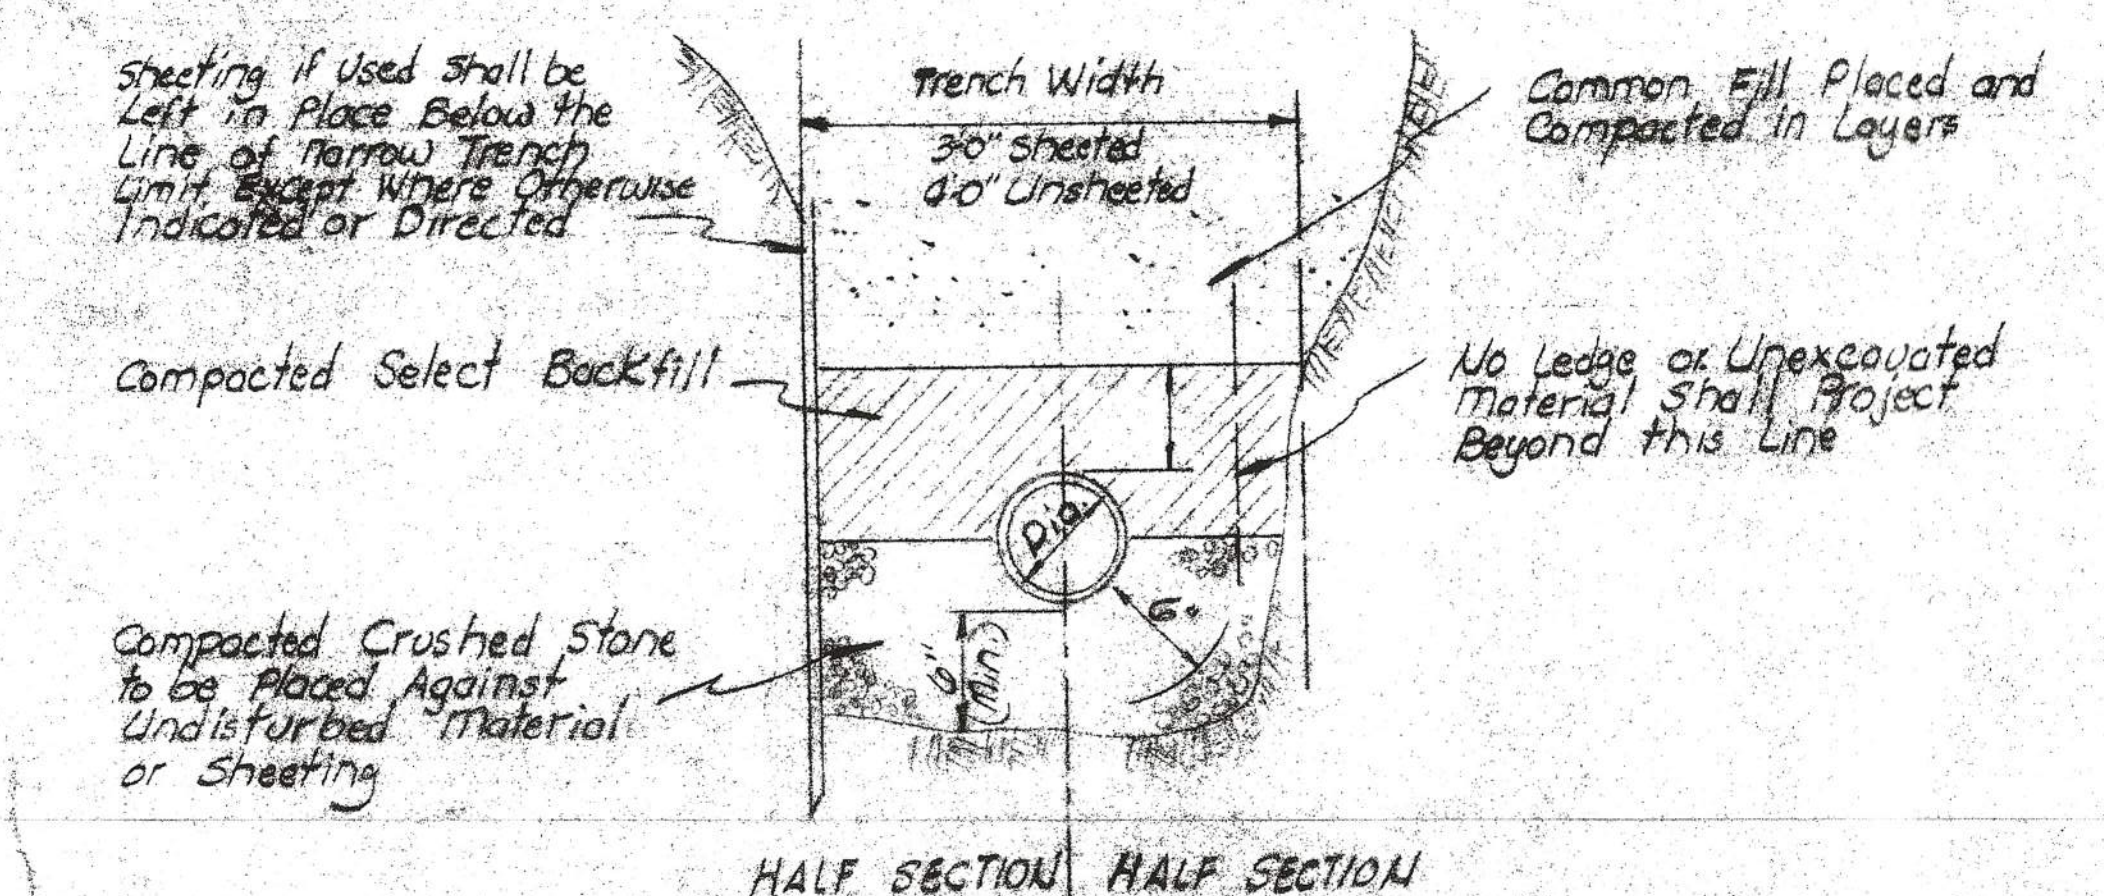 Sheeting if Used Shall be
Left in Place Below the
Line of Narrow Trench
Limit, Except Where Otherwise
Indicated or Directed
Trench Width
3'-0" Sheeted
4'-0" Unsheeted
Common Fill Placed and
Compacted in Layers
Compacted Select Backfill
No Ledge or Unexcavated
Material Shall Project
Beyond this Line
Dia.
6"
6"
(Min.)
Compacted Crushed Stone
to be Placed Against
Undisturbed Material
or Sheeting
HALF SECTION
HALF SECTION